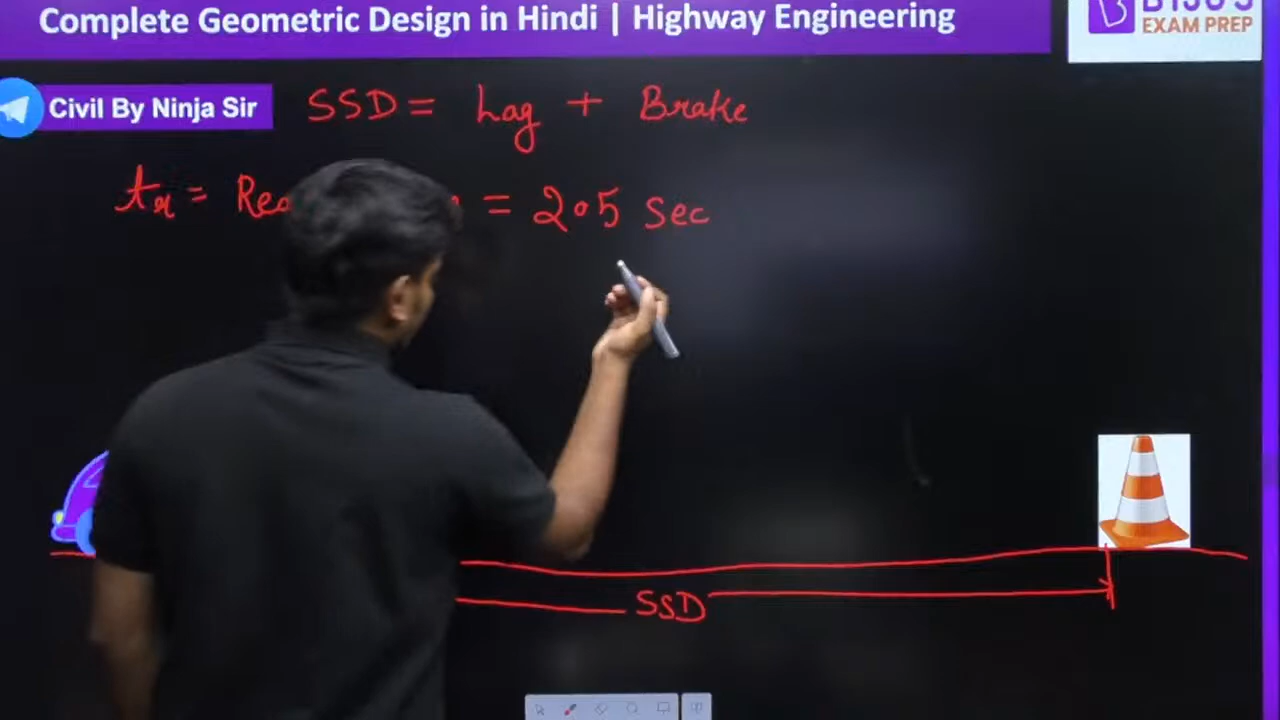 Complete Geometric Design in Hindi | Highway Engineering
EXAM PREP
Civil By Ninja Sir
SSD = Lag + Brake
tr = = 2.5 Sec
SSD